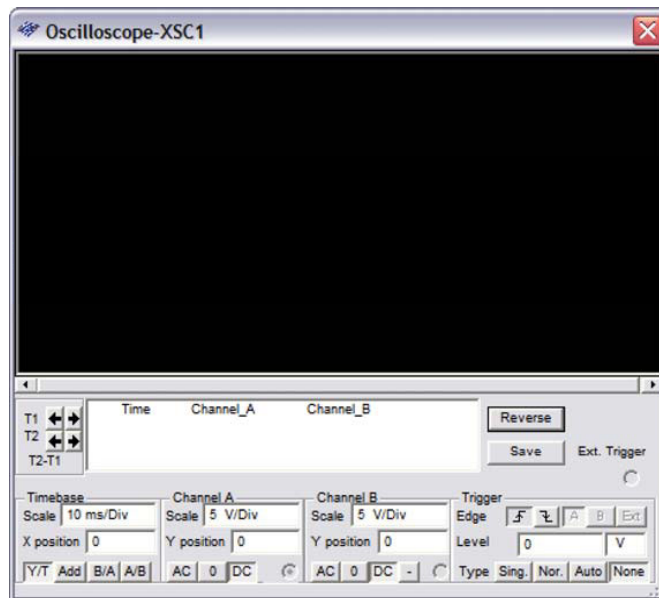 Oscilloscope-XSC1
Time Channel_A Channel_B
T1
T2
T2-T1
Reverse
Save
Ext. Trigger
Timebase
Scale 10 ms/Div
X position 0
Y/T Add B/A A/B
Channel A
Scale 5 V/Div
Y position 0
AC 0 DC
Channel B
Scale 5 V/Div
Y position 0
AC 0 DC -
Trigger
Edge A B Ext
Level 0 V
Type Sing. Nor. Auto None